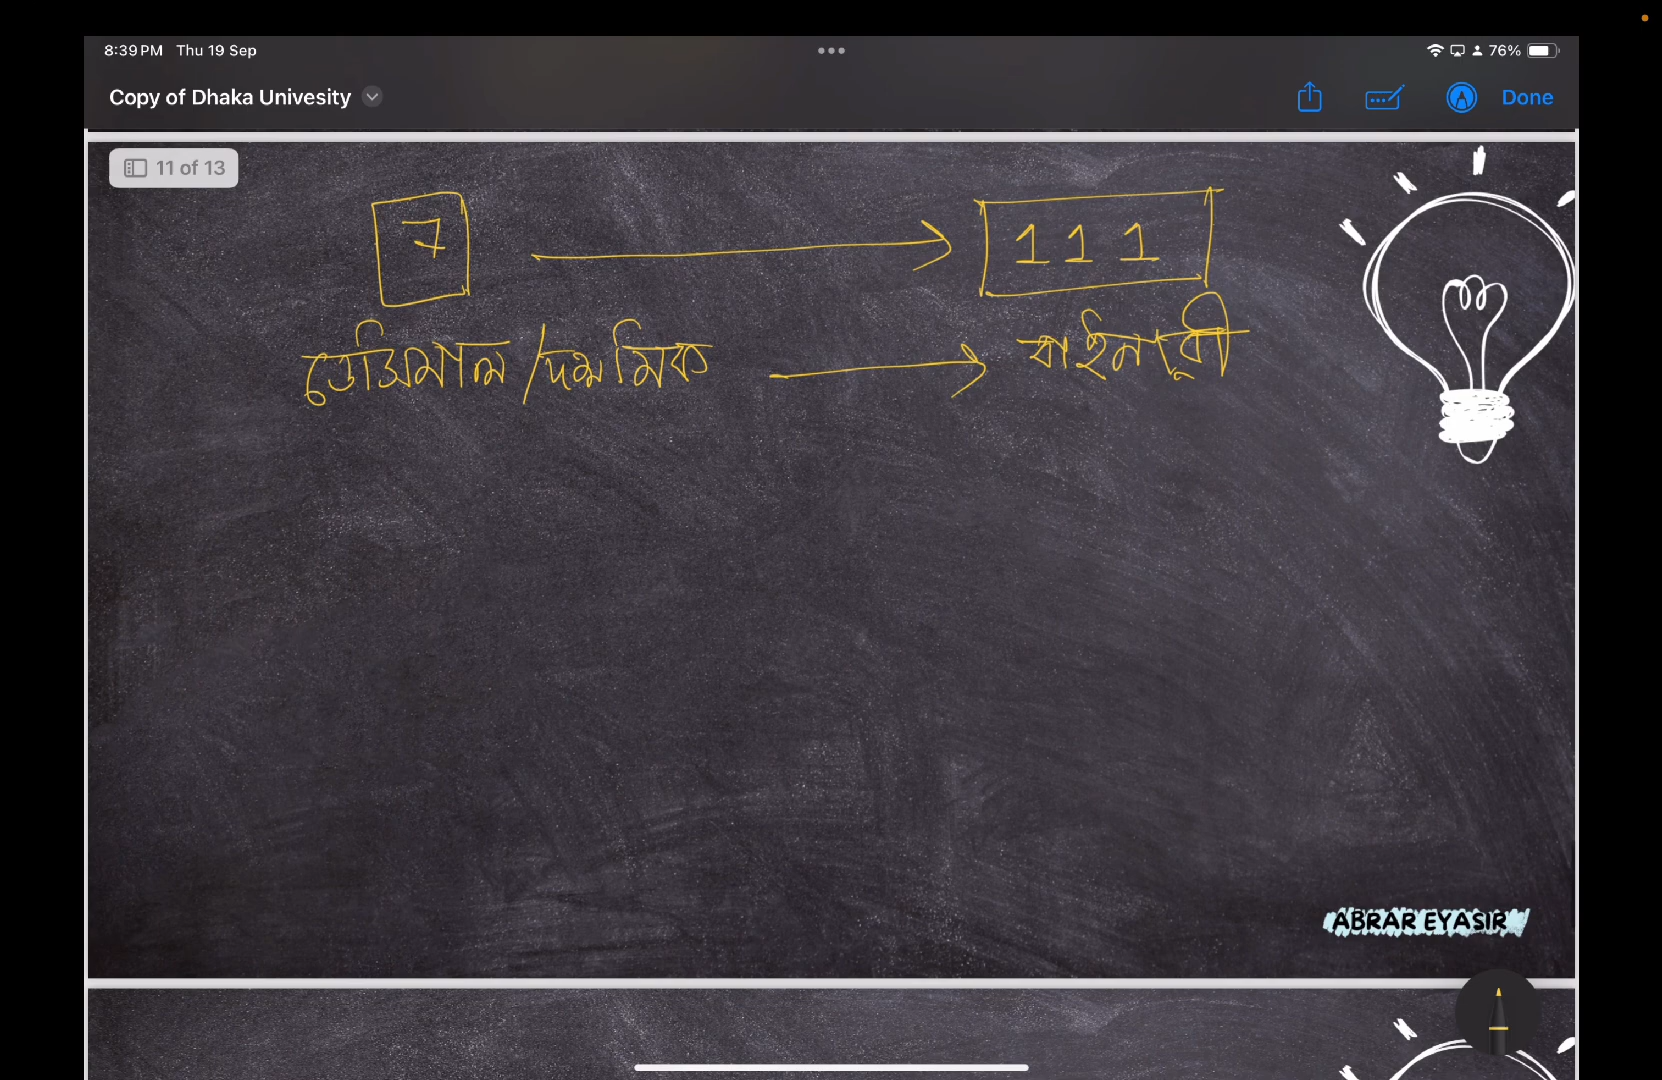 8:39 PM Thu 19 Sep 76%
Copy of Dhaka Univesity Done
11 of 13
7 → 111
ডেসিমাল/দশমিক → বাইনারী
ABRAR EYASIR